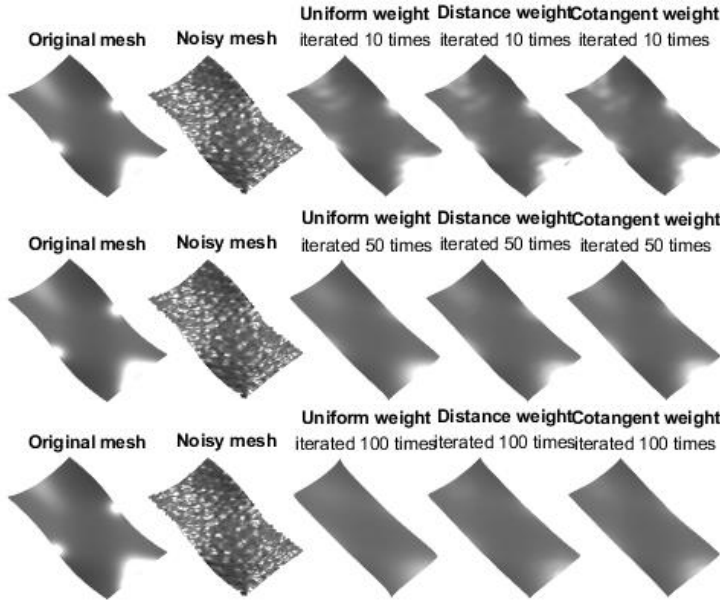 Uniform weight Distance weight Cotangent weight
Original mesh Noisy mesh iterated 10 times iterated 10 times iterated 10 times
Uniform weight Distance weight Cotangent weight
Original mesh Noisy mesh iterated 50 times iterated 50 times iterated 50 times
Uniform weight Distance weight Cotangent weight
Original mesh Noisy mesh iterated 100 times iterated 100 times iterated 100 times